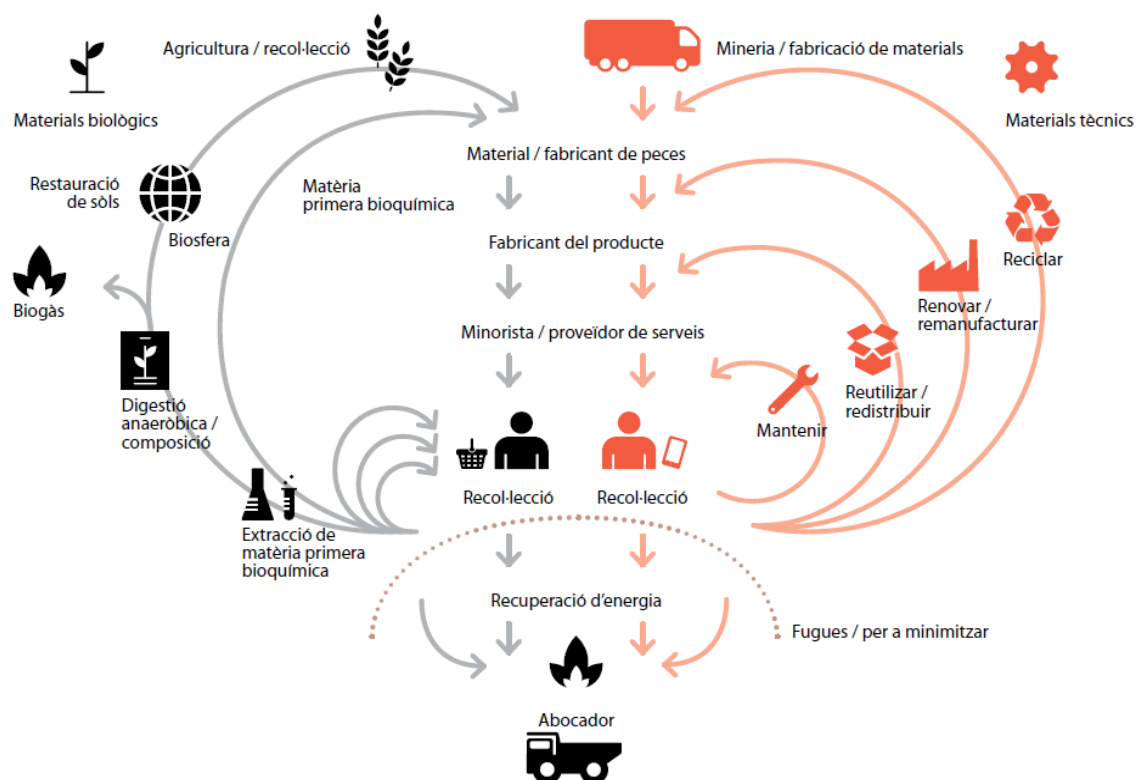 Agricultura / recol·lecció
Mineria / fabricació de materials
Materials biològics
Materials tècnics
Material / fabricant de peces
Restauració
de sòls
Matèria
primera bioquímica
Biosfera
Fabricant del producte
Reciclar
Biogàs
Renovar /
remanufacturar
Minorista / proveïdor de serveis
Digestió
anaeròbica /
composició
Reutilizar /
redistribuir
Mantenir
Recol·lecció
Recol·lecció
Extracció de
matèria primera
bioquímica
Recuperació d’energia
Fugues / per a minimitzar
Abocador